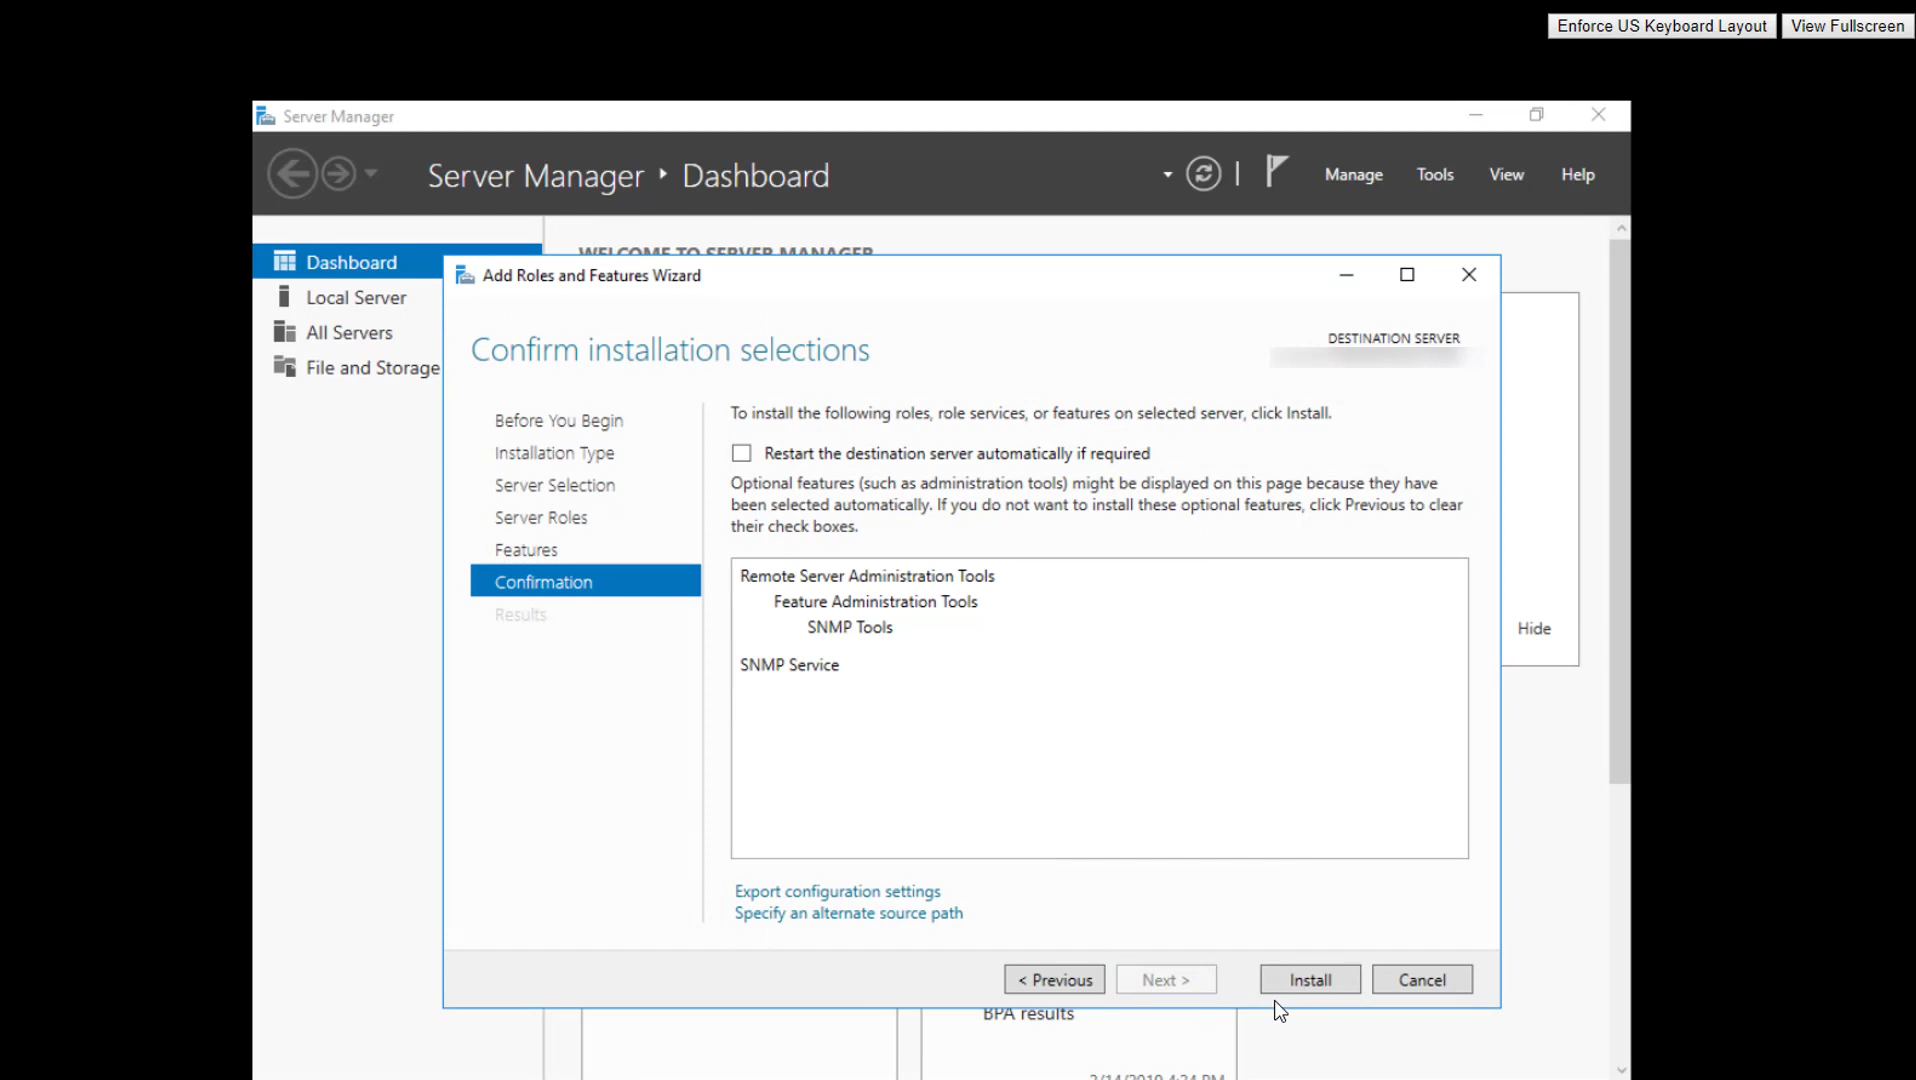 Enforce US Keyboard Layout
View Fullscreen
Server Manager
Server Manager
Dashboard
Manage
Tools
View
Help
Dashboard
Local Server
All Servers
File and Storage
Add Roles and Features Wizard
Confirm installation selections
DESTINATION SERVER
Before You Begin
Installation Type
Server Selection
Server Roles
Features
Confirmation
Results
To install the following roles, role services, or features on selected server, click Install.
Restart the destination server automatically if required
Optional features (such as administration tools) might be displayed on this page because they have
been selected automatically. If you do not want to install these optional features, click Previous to clear
their check boxes.
Remote Server Administration Tools
Feature Administration Tools
SNMP Tools
SNMP Service
Export configuration settings
Specify an alternate source path
Hide
< Previous
Next >
Install
Cancel
BPA results